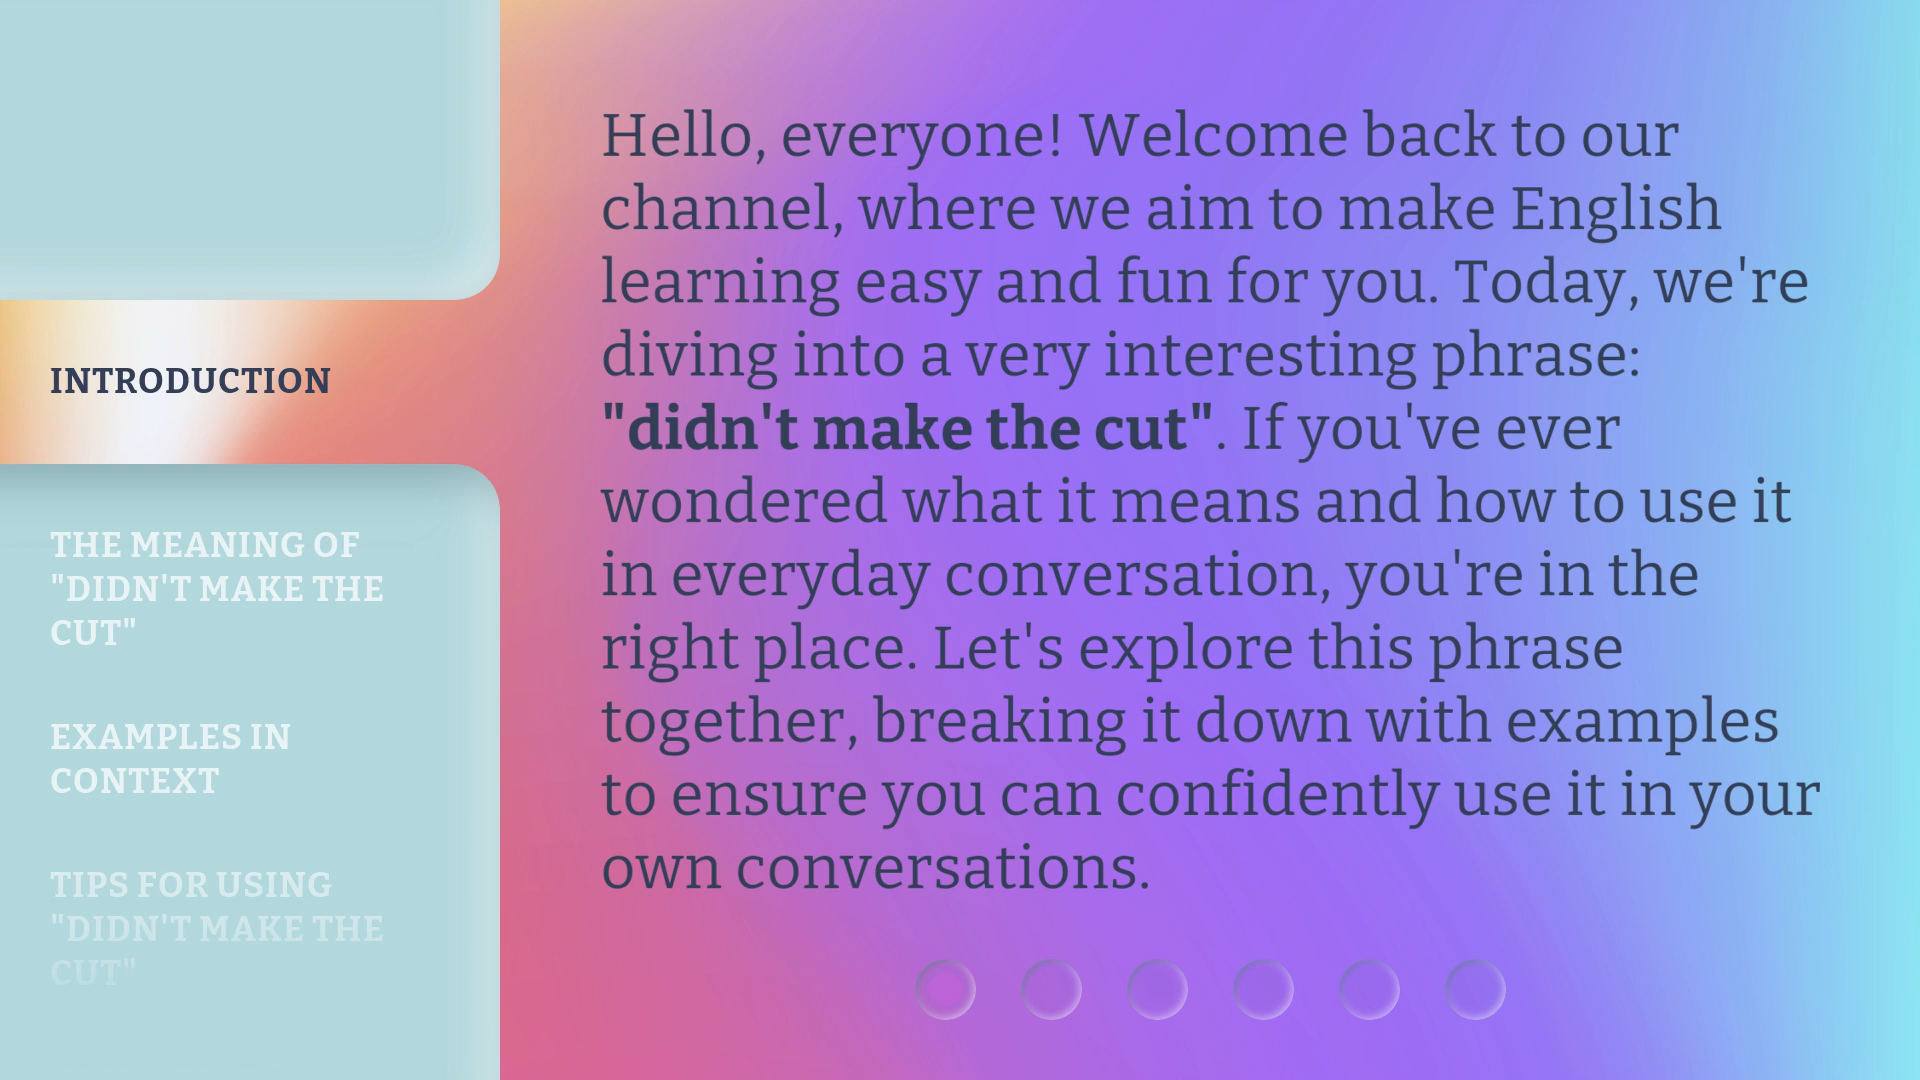 INTRODUCTION
THE MEANING OF
"DIDN'T MAKE THE
CUT"
EXAMPLES IN
CONTEXT
TIPS FOR USING
"DIDN'T MAKE THE
CUT"
Hello, everyone! Welcome back to our
channel, where we aim to make English
learning easy and fun for you. Today, we're
diving into a very interesting phrase:
"didn't make the cut". If you've ever
wondered what it means and how to use it
in everyday conversation, you're in the
right place. Let's explore this phrase
together, breaking it down with examples
to ensure you can confidently use it in your
own conversations.